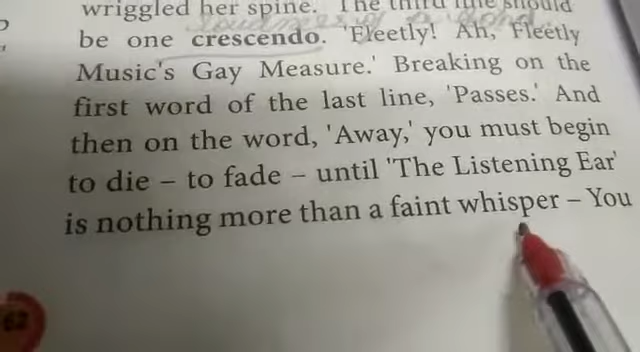 wriggled her spine. The third line should
be one crescendo. 'Fleetly! Ah, Fleetly
Music's Gay Measure.' Breaking on the
first word of the last line, 'Passes.' And
then on the word, 'Away,' you must begin
to die – to fade – until 'The Listening Ear'
is nothing more than a faint whisper – You
62